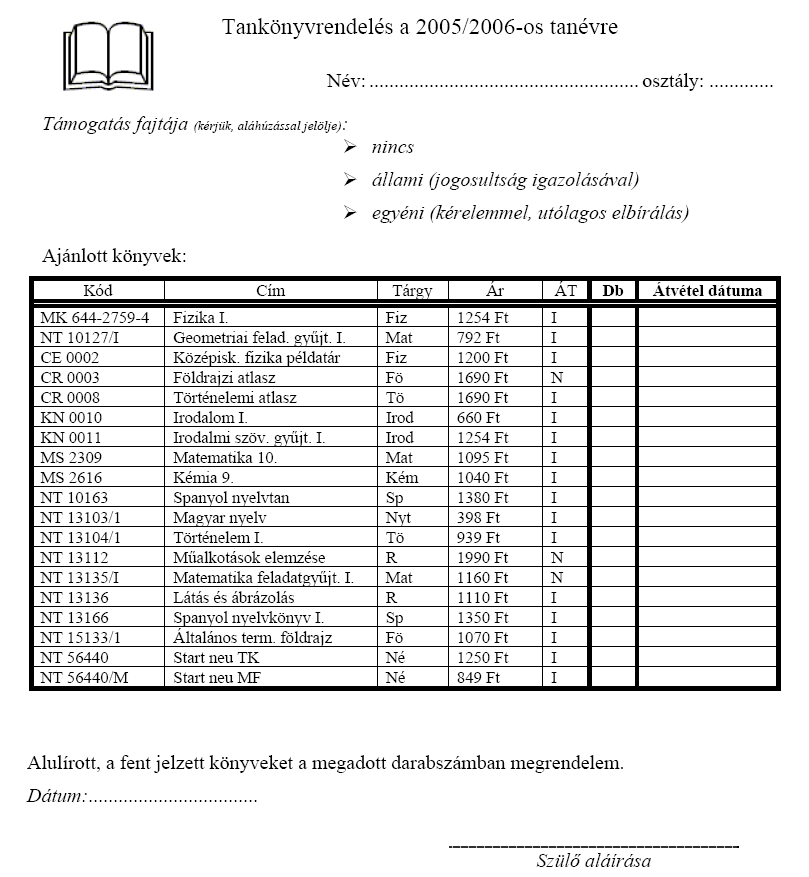 Tankönyvrendelés a 2005/2006-os tanévre
Név: ...................................................... osztály: .............
Támogatás fajtája (kérjük, aláhúzással jelölje):
➢ nincs
➢ állami (jogosultság igazolásával)
➢ egyéni (kérelemmel, utólagos elbírálás)
Ajánlott könyvek:
Kód Cím Tárgy Ár ÁT Db Átvétel dátuma
MK 644-2759-4 Fizika I. Fiz 1254 Ft I
NT 10127/I Geometriai felad. gyűjt. I. Mat 792 Ft I
CE 0002 Középisk. fizika példatár Fiz 1200 Ft I
CR 0003 Földrajzi atlasz Fö 1690 Ft N
CR 0008 Történelemi atlasz Tö 1690 Ft I
KN 0010 Irodalom I. Irod 660 Ft I
KN 0011 Irodalmi szöv. gyűjt. I. Irod 1254 Ft I
MS 2309 Matematika 10. Mat 1095 Ft I
MS 2616 Kémia 9. Kém 1040 Ft I
NT 10163 Spanyol nyelvtan Sp 1380 Ft I
NT 13103/1 Magyar nyelv Nyt 398 Ft I
NT 13104/1 Történelem I. Tö 939 Ft I
NT 13112 Műalkotások elemzése R 1990 Ft N
NT 13135/I Matematika feladatgyűjt. I. Mat 1160 Ft N
NT 13136 Látás és ábrázolás R 1110 Ft I
NT 13166 Spanyol nyelvkönyv I. Sp 1350 Ft I
NT 15133/1 Általános term. földrajz Fö 1070 Ft I
NT 56440 Start neu TK Né 1250 Ft I
NT 56440/M Start neu MF Né 849 Ft I
Alulírott, a fent jelzett könyveket a megadott darabszámban megrendelem.
Dátum:..................................
Szülő aláírása